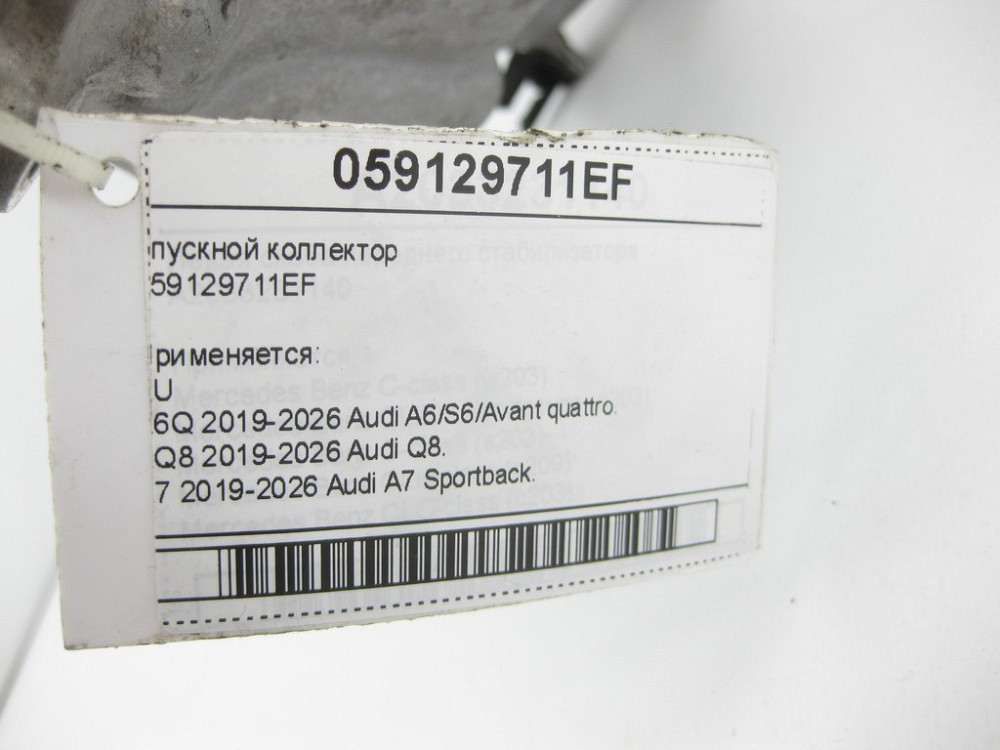 059129711EF
пускной коллектор
59129711EF
рименяется:
U
6Q 2019-2026 Audi A6/S6/Avant quattro.
Q8 2019-2026 Audi Q8.
7 2019-2026 Audi A7 Sportback.